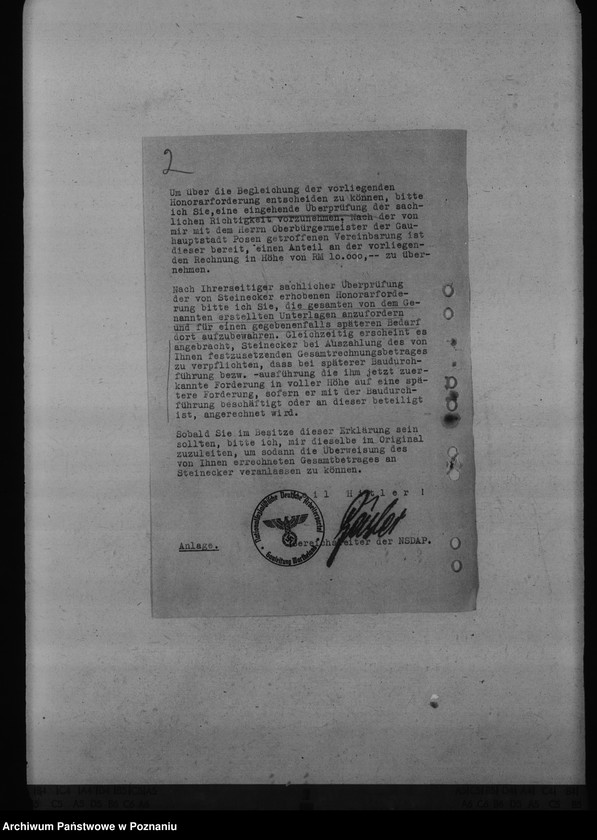 2
Um über die Begleichung der vorliegenden
Honorarforderung entscheiden zu können, bitte
ich Sie, eine eingehende Überprüfung der sach-
lichen Richtigkeit vorzunehmen. Nach der von
mir mit dem Herrn Oberbürgermeister der Gau-
hauptstadt Posen getroffenen Vereinbarung ist
dieser bereit, einen Anteil an der vorliegen-
den Rechnung in Höhe von RM 10.000,-- zu über-
nehmen.
Nach Ihrerseitiger sachlicher Überprüfung
der von Steinecker erhobenen Honorarforde-
rung bitte ich Sie, die gesamten von dem Ge-
nannten erstellten Unterlagen anzufordern
und für einen gegebenenfalls späteren Bedarf
dort aufzubewahren. Gleichzeitig erscheint es
angebracht, Steinecker bei Auszahlung des von
Ihnen festzusetzenden Gesamtrechnungsbetrages
zu verpflichten, dass bei späterer Baudurch-
führung bezw. -ausführung die ihm jetzt zuer-
kannte Forderung in voller Höhe auf eine spä-
tere Forderung, sofern er mit der Baudurch-
führung beschäftigt oder an dieser beteiligt
ist, angerechnet wird.
Sobald Sie im Besitze dieser Erklärung sein
sollten, bitte ich, mir dieselbe im Original
zuzuleiten, um sodann die Überweisung des
von Ihnen errechneten Gesamtbetrages an
Steinecker veranlassen zu können.
e i l H i t l e r !
Nationalsozialistische Deutsche Arbeiterpartei
Gauleitung Wartheland
Anlage.
Bereichsleiter der NSDAP.
Archiwum Państwowe w Poznaniu